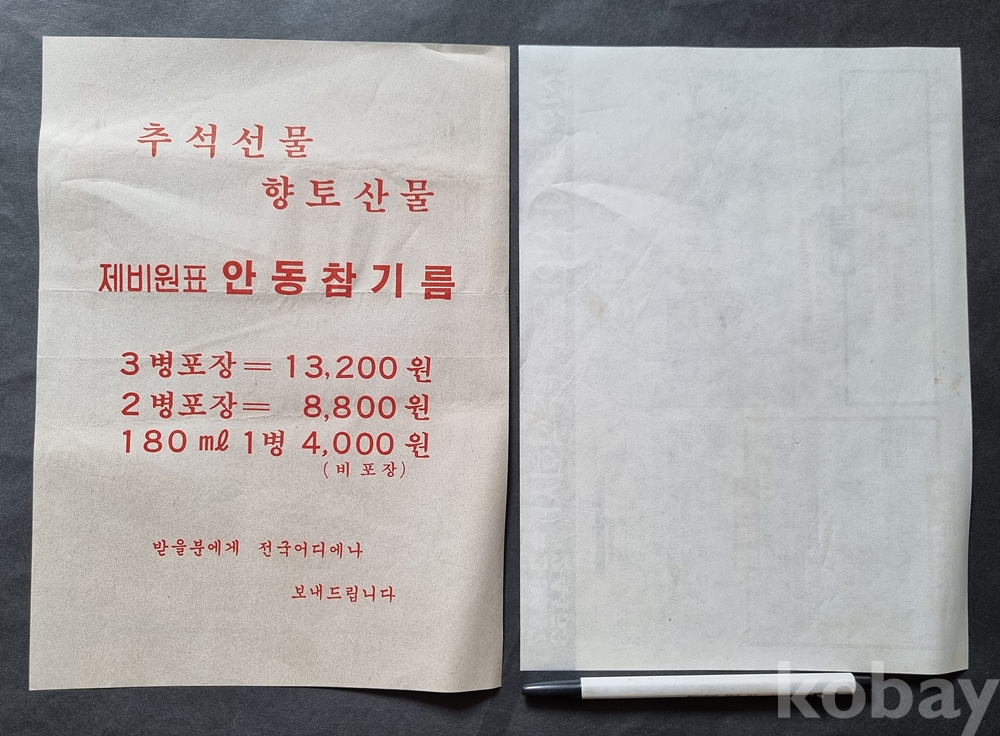 추석선물
향토산물
제비원표 안동참기름
3병포장= 13,200원
2병포장= 8,800원
180㎖ 1병 4,000원
(비포장)
받을분에게 전국어디에나
보내드립니다
kobay